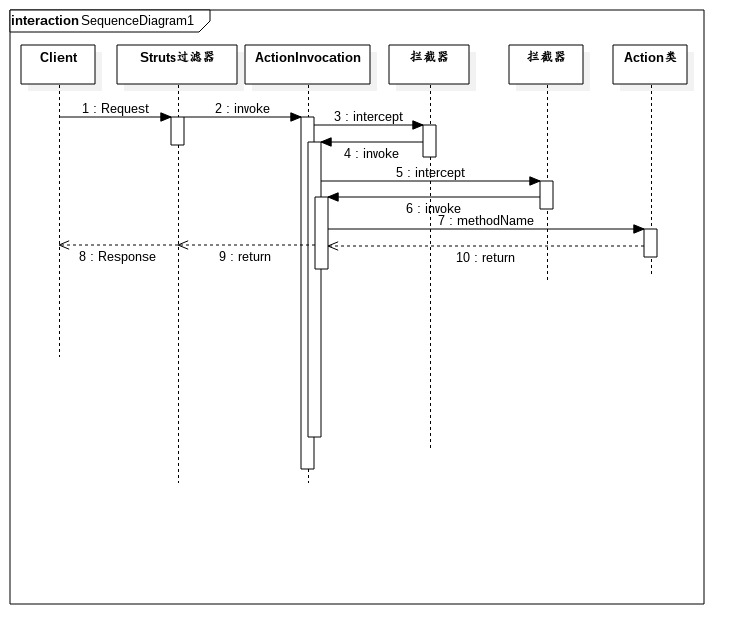 interaction SequenceDiagram1
Client
Struts过滤器
ActionInvocation
拦截器
拦截器
Action类
1 : Request
2 : invoke
3 : intercept
4 : invoke
5 : intercept
6 : invoke
7 : methodName
8 : Response
9 : return
10 : return